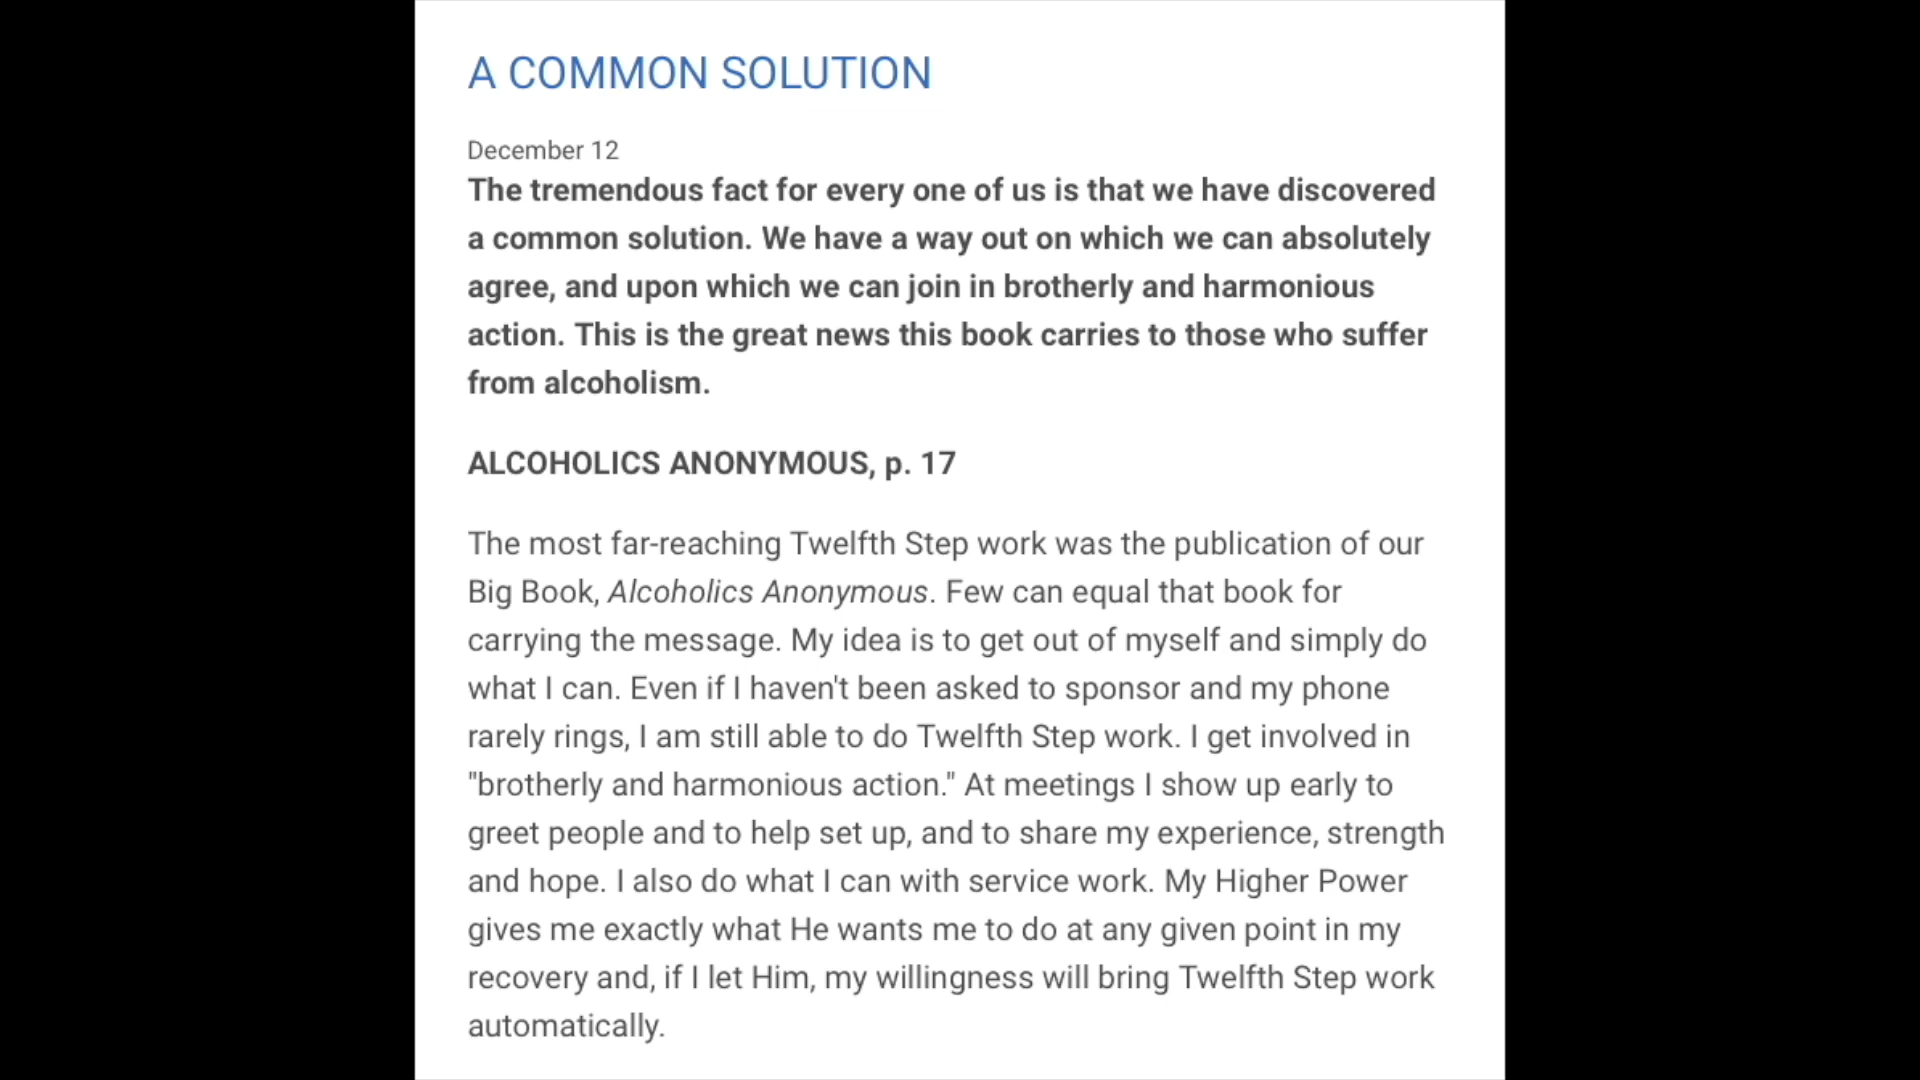 A COMMON SOLUTION
December 12
The tremendous fact for every one of us is that we have discovered
a common solution. We have a way out on which we can absolutely
agree, and upon which we can join in brotherly and harmonious
action. This is the great news this book carries to those who suffer
from alcoholism.
ALCOHOLICS ANONYMOUS, p. 17
The most far-reaching Twelfth Step work was the publication of our
Big Book, Alcoholics Anonymous. Few can equal that book for
carrying the message. My idea is to get out of myself and simply do
what I can. Even if I haven't been asked to sponsor and my phone
rarely rings, I am still able to do Twelfth Step work. I get involved in
"brotherly and harmonious action." At meetings I show up early to
greet people and to help set up, and to share my experience, strength
and hope. I also do what I can with service work. My Higher Power
gives me exactly what He wants me to do at any given point in my
recovery and, if I let Him, my willingness will bring Twelfth Step work
automatically.